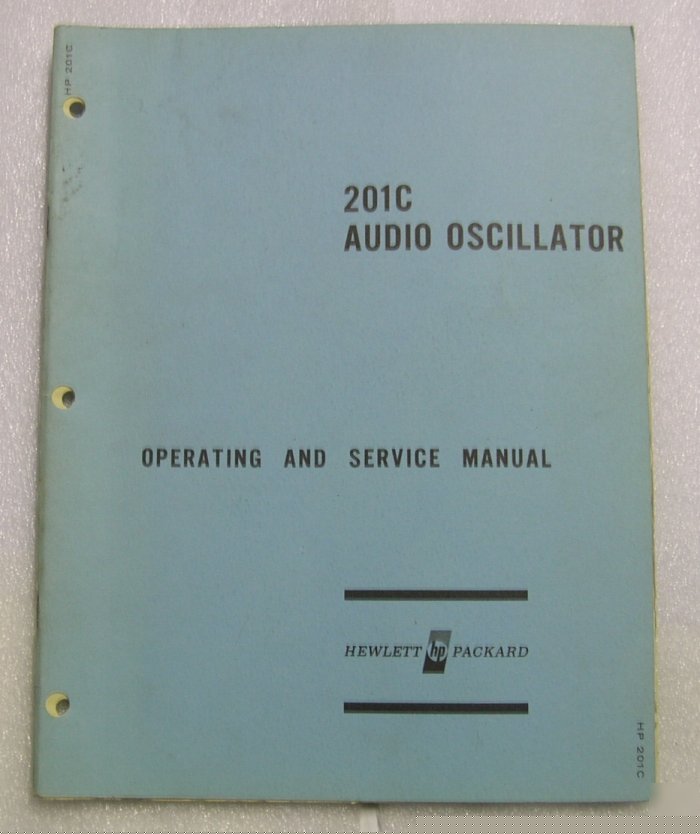 HP 201C
201C
AUDIO OSCILLATOR
OPERATING AND SERVICE MANUAL
HEWLETT hp PACKARD
HP 201C